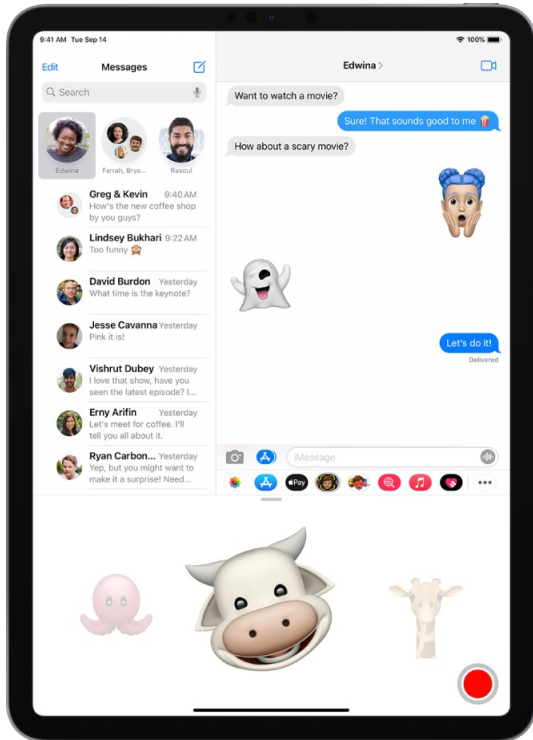 9:41 AM Tue Sep 14
100%
Edit
Messages
Search
Edwina
Farrah, Brya...
Rasoul
Greg & Kevin 9:40 AM
How's the new coffee shop
by you guys?
Lindsey Bukhari 9:22 AM
Too funny 🙊
David Burdon Yesterday
What time is the keynote?
Jesse Cavanna Yesterday
Pink it is!
Vishrut Dubey Yesterday
I love that show, have you
seen the latest episode? I...
Erny Arifin Yesterday
Let's meet for coffee. I'll
tell you all about it.
Ryan Carbon... Yesterday
Yep, but you might want to
make it a surprise! Need...
Edwina >
Want to watch a movie?
Sure! That sounds good to me 🍿
How about a scary movie?
Let's do it!
Delivered
iMessage
Pay